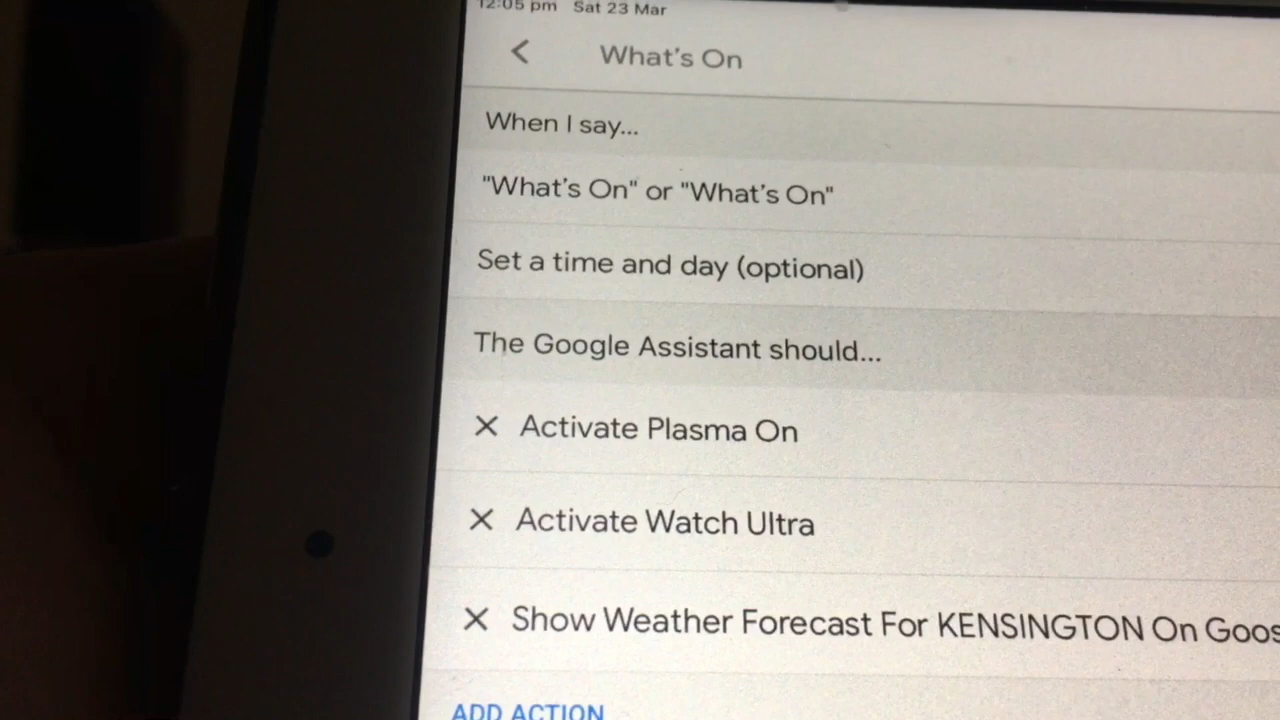 12:05 pm Sat 23 Mar
What's On
When I say...
"What's On" or "What's On"
Set a time and day (optional)
The Google Assistant should...
Activate Plasma On
Activate Watch Ultra
Show Weather Forecast For KENSINGTON On Goos
ADD ACTION